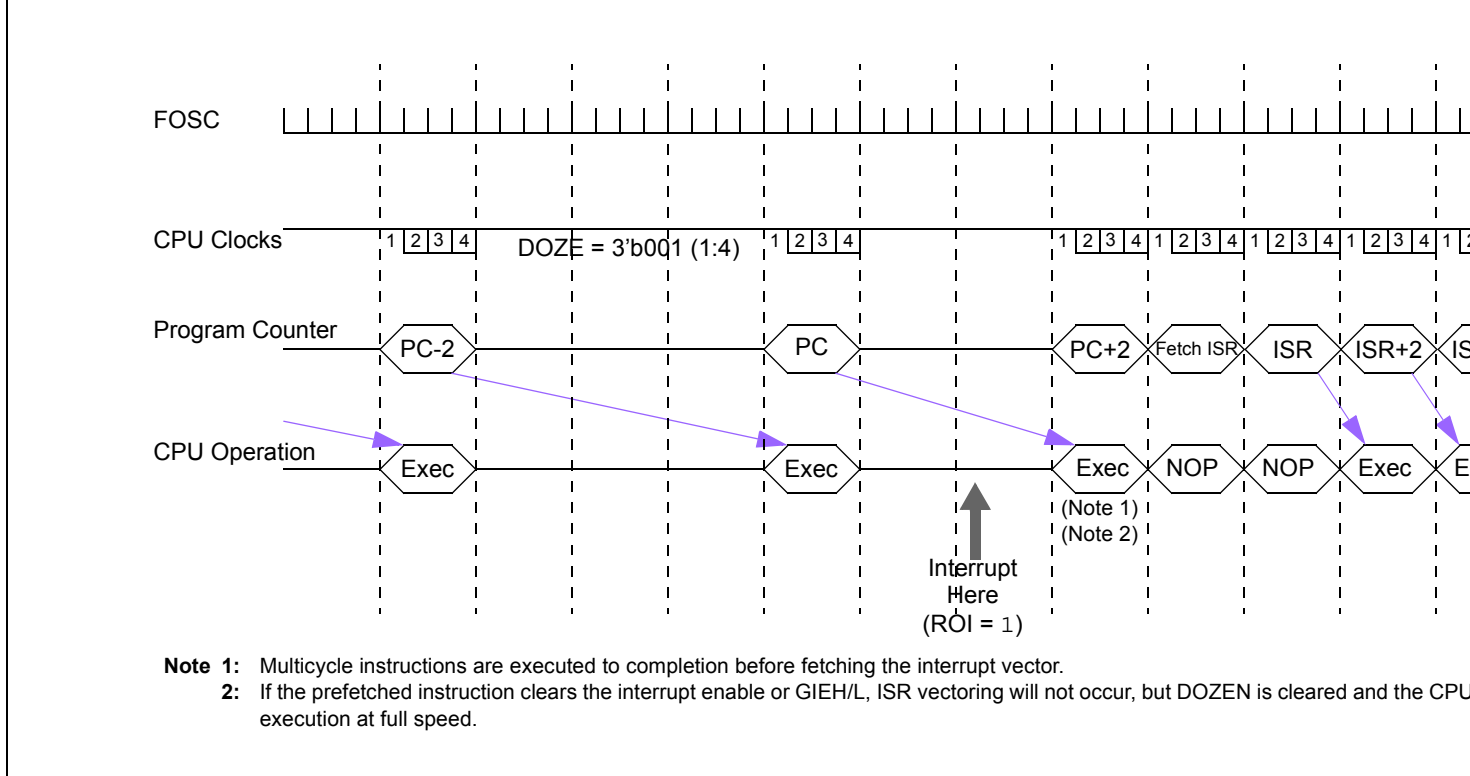 FOSC
CPU Clocks 1 2 3 4 DOZE = 3'b001 (1:4) 1 2 3 4 1 2 3 4 1 2 3 4 1 2 3 4 1 2 3 4 1 2
Program Counter PC-2 PC PC+2 Fetch ISR ISR ISR+2 IS
CPU Operation Exec Exec Exec NOP NOP Exec E
(Note 1)
(Note 2)
Interrupt
Here
(ROI = 1)
Note 1: Multicycle instructions are executed to completion before fetching the interrupt vector.
2: If the prefetched instruction clears the interrupt enable or GIEH/L, ISR vectoring will not occur, but DOZEN is cleared and the CPU
execution at full speed.